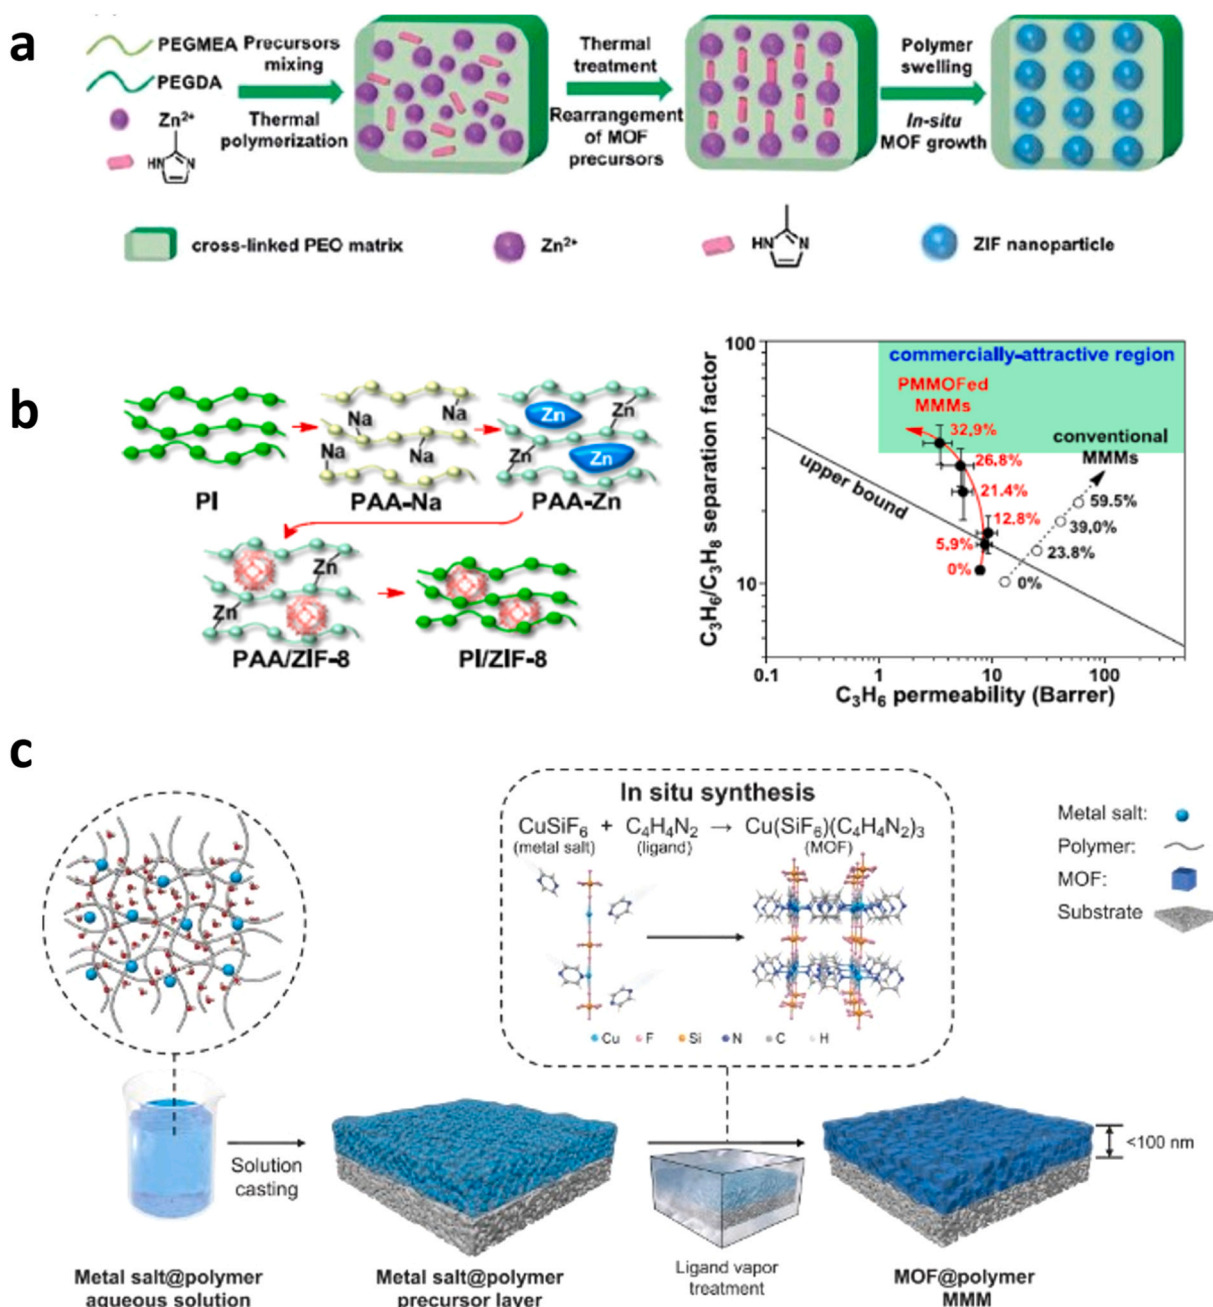 a
PEGMEA
PEGDA
Zn²⁺
HN
N
Precursors
mixing
Thermal
polymerization
Thermal
treatment
Rearrangement
of MOF
precursors
Polymer
swelling
In-situ
MOF growth
cross-linked PEO matrix
Zn²⁺
HN
N
ZIF nanoparticle
b
Na
Na
Na
Na
Zn
Zn
Zn
Zn
PI
PAA-Na
PAA-Zn
Zn
Zn
PAA/ZIF-8
PI/ZIF-8
C₃H₆/C₃H₈ separation factor
100
10
commercially-attractive region
PMMOFed
MMMs
32,9%
26,8%
21.4%
12.8%
5,9%
0%
upper bound
conventional
MMMs
59.5%
39,0%
23.8%
0%
0.1
1
10
100
C₃H₆ permeability (Barrer)
c
In situ synthesis
CuSiF₆ + C₄H₄N₂ → Cu(SiF₆)(C₄H₄N₂)₃
(metal salt) (ligand) (MOF)
Cu F Si N C H
Metal salt:
Polymer:
MOF:
Substrate
Solution
casting
Ligand vapor
treatment
<100 nm
Metal salt@polymer
aqueous solution
Metal salt@polymer
precursor layer
MOF@polymer
MMM